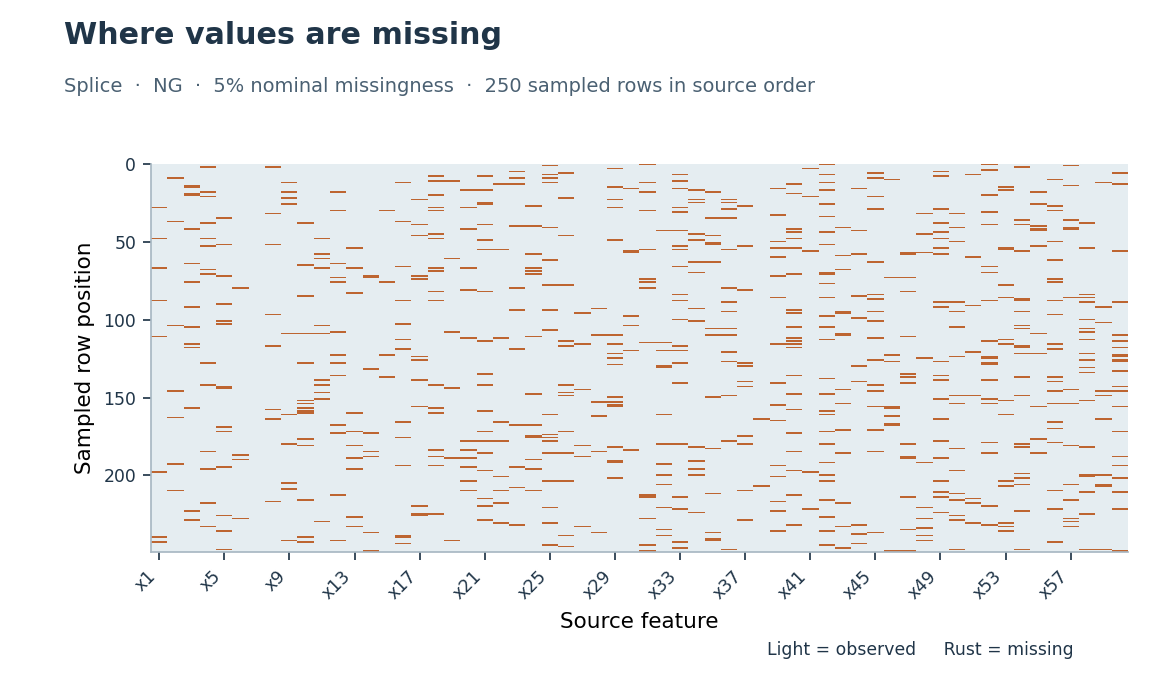 Where values are missing
Splice · NG · 5% nominal missingness · 250 sampled rows in source order
0
50
100
150
200
Sampled row position
x1 x5 x9 x13 x17 x21 x25 x29 x33 x37 x41 x45 x49 x53 x57
Source feature
Light = observed Rust = missing